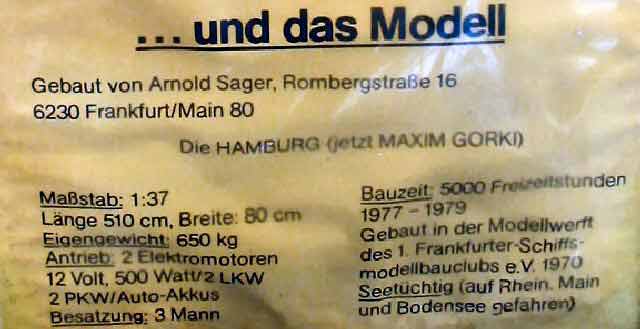 ... und das Modell
Gebaut von Arnold Sager, Rombergstraße 16
6230 Frankfurt/Main 80
Die HAMBURG (jetzt MAXIM GORKI)
Maßstab: 1:37
Länge 510 cm, Breite: 80 cm
Eigengewicht: 650 kg
Antrieb: 2 Elektromotoren
12 Volt, 500 Watt/2 LKW
2 PKW/Auto-Akkus
Besatzung: 3 Mann
Bauzeit: 5000 Freizeitstunden
1977 - 1979
Gebaut in der Modellwerft
des 1. Frankfurter-Schiffs-
modellbauclubs e.V. 1970
Seetüchtig (auf Rhein, Main
und Bodensee gefahren)